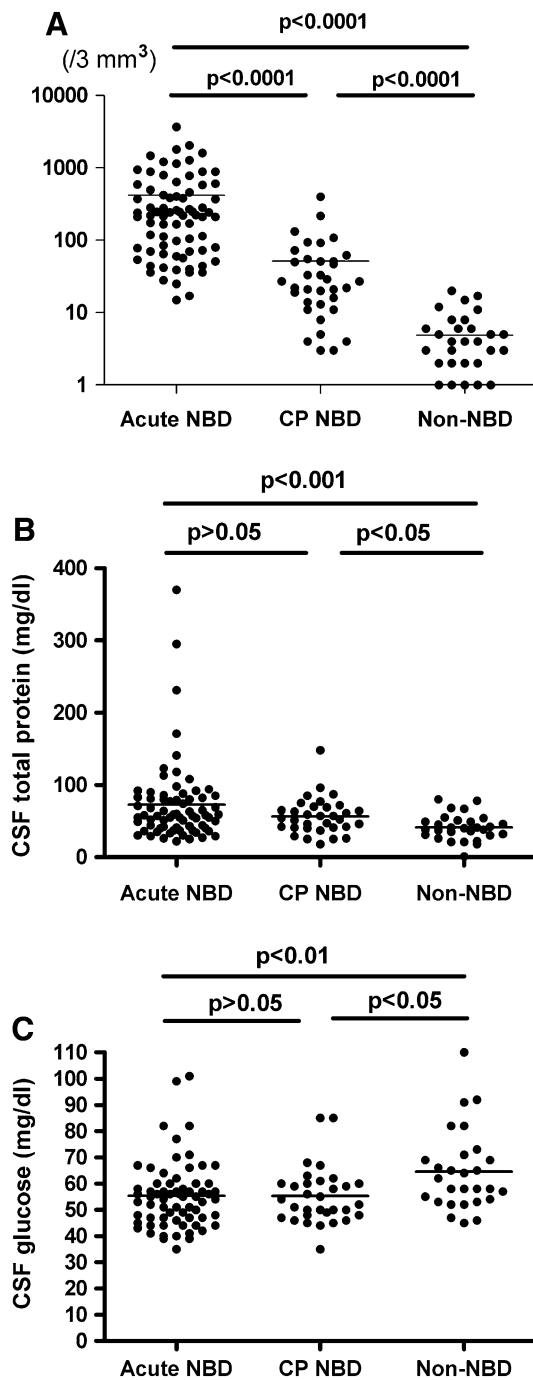 A
(/3 mm³)
p<0.0001
p<0.0001
p<0.0001
10000
1000
100
10
1
Acute NBD
CP NBD
Non-NBD
B
p<0.001
p>0.05
p<0.05
CSF total protein (mg/dl)
400
300
200
100
0
Acute NBD
CP NBD
Non-NBD
C
p<0.01
p>0.05
p<0.05
CSF glucose (mg/dl)
110
100
90
80
70
60
50
40
30
20
10
0
Acute NBD
CP NBD
Non-NBD